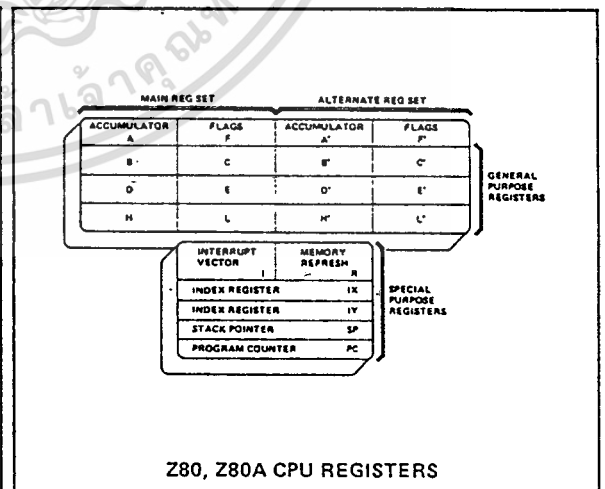 MAIN REG SET ALTERNATE REG SET
ACCUMULATOR FLAGS ACCUMULATOR FLAGS
A F A' F'
B C B' C'
D E D' E'
H L H' L'
GENERAL
PURPOSE
REGISTERS
INTERRUPT MEMORY
VECTOR REFRESH
I R
INDEX REGISTER IX
INDEX REGISTER IY
STACK POINTER SP
PROGRAM COUNTER PC
SPECIAL
PURPOSE
REGISTERS
Z80, Z80A CPU REGISTERS